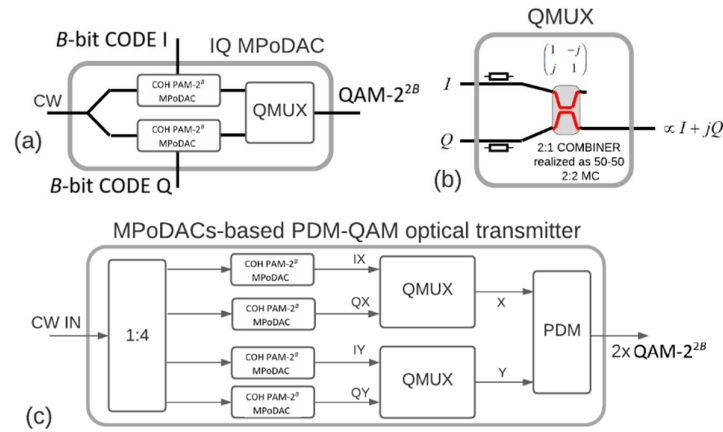 B-bit CODE I
IQ MPoDAC
COH PAM-2^B
MPoDAC
CW
QMUX
QAM-2^{2B}
COH PAM-2^B
MPoDAC
(a)
B-bit CODE Q
QMUX
(1 -j
j 1)
I
Q
∝ I + jQ
2:1 COMBINER
realized as 50-50
2:2 MC
(b)
MPoDACs-based PDM-QAM optical transmitter
CW IN
1:4
COH PAM-2^B
MPoDAC
IX
COH PAM-2^B
MPoDAC
QX
QMUX
X
COH PAM-2^B
MPoDAC
IY
COH PAM-2^B
MPoDAC
QY
QMUX
Y
PDM
2x QAM-2^{2B}
(c)